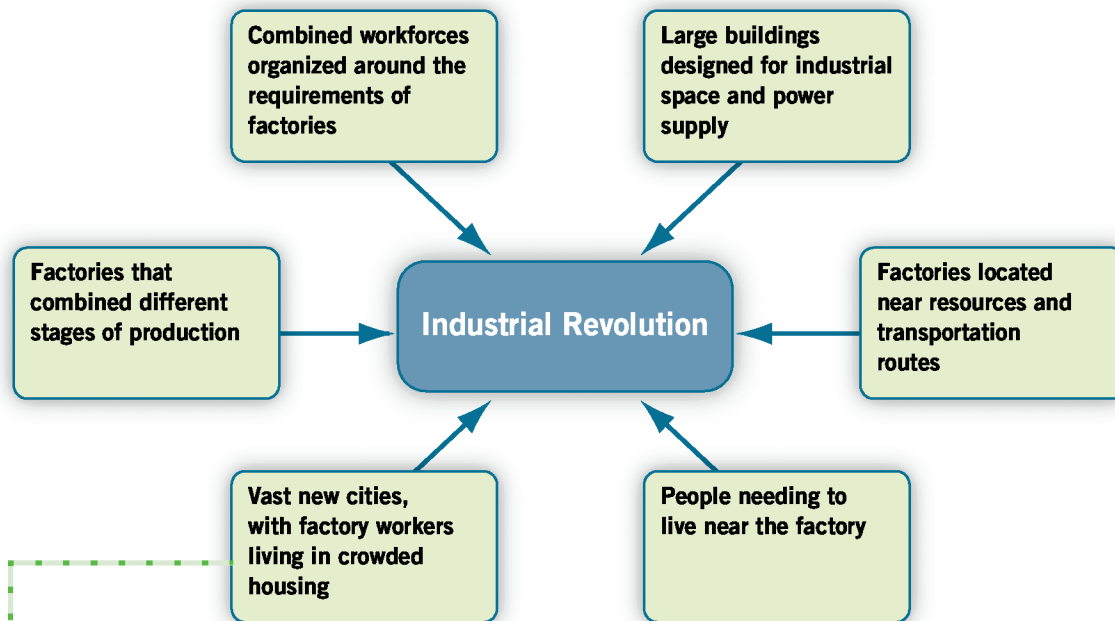 Combined workforces
organized around the
requirements of
factories
Large buildings
designed for industrial
space and power
supply
Factories that
combined different
stages of production
Industrial Revolution
Factories located
near resources and
transportation
routes
Vast new cities,
with factory workers
living in crowded
housing
People needing to
live near the factory